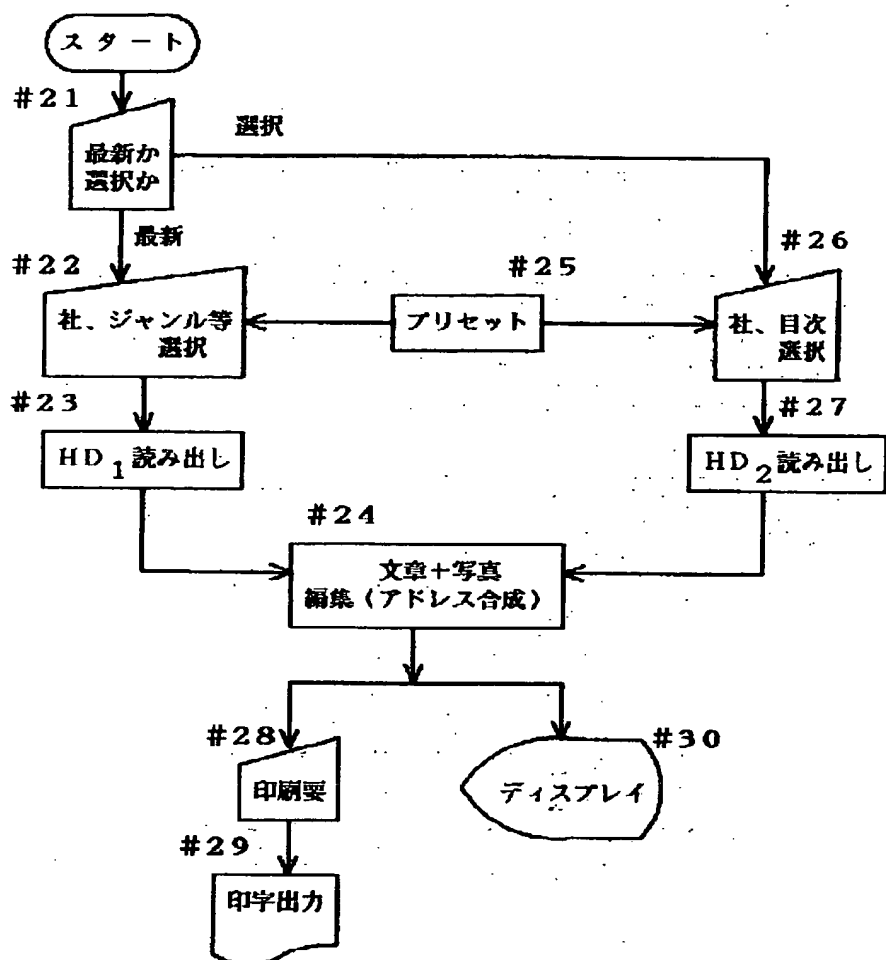 スタート
#21
選択
最新か
選択か
最新
#22
#25
#26
社、ジャンル等
選択
プリセット
社、目次
選択
#23
#27
HD1読み出し
HD2読み出し
#24
文章+写真
編集(アドレス合成)
#28
#30
印刷要
ディスプレイ
#29
印字出力